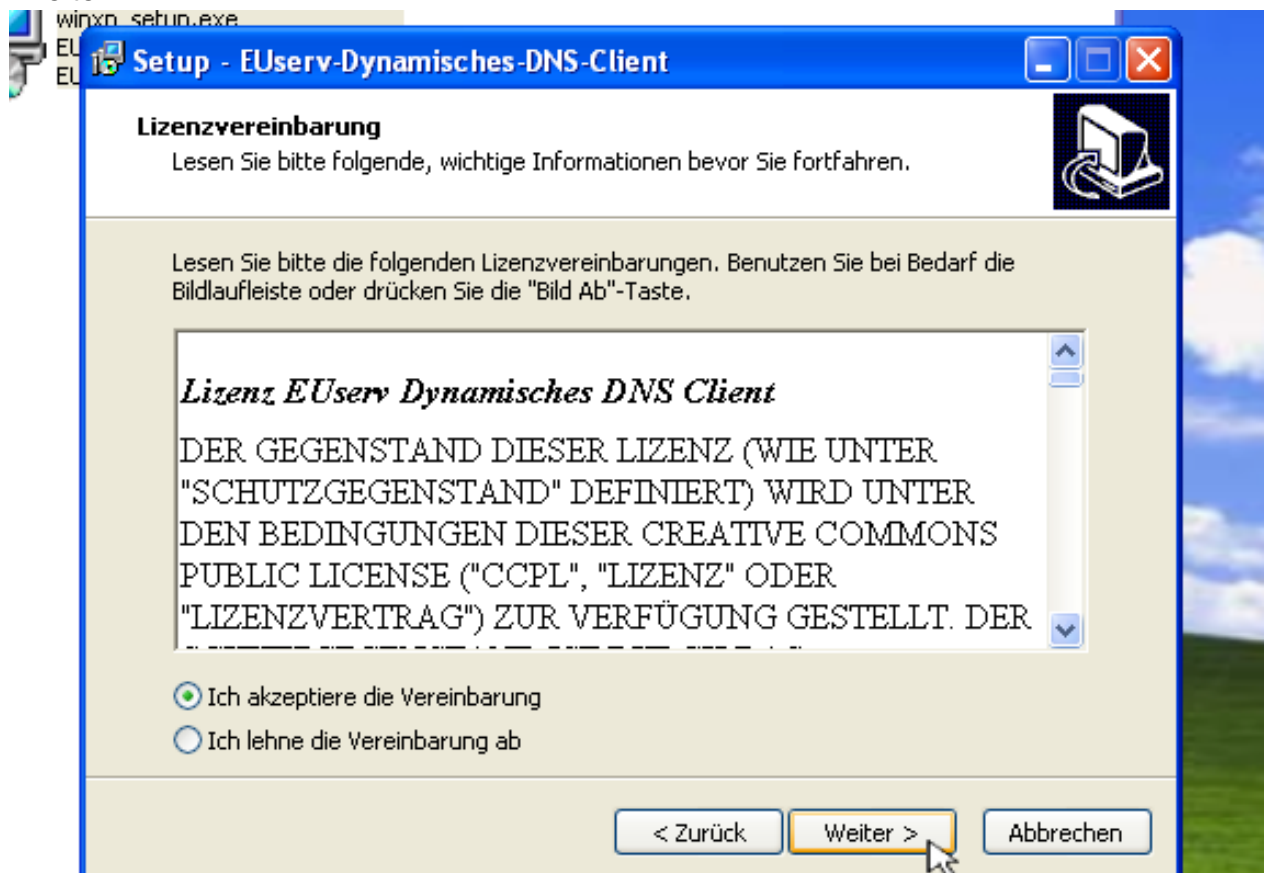 winxp_setup.exe
EU
EU
Setup - EUserv-Dynamisches-DNS-Client
Lizenzvereinbarung
Lesen Sie bitte folgende, wichtige Informationen bevor Sie fortfahren.
Lesen Sie bitte die folgenden Lizenzvereinbarungen. Benutzen Sie bei Bedarf die
Bildlaufleiste oder drücken Sie die "Bild Ab"-Taste.
Lizenz EUserv Dynamisches DNS Client
DER GEGENSTAND DIESER LIZENZ (WIE UNTER
"SCHUTZGEGENSTAND" DEFINIERT) WIRD UNTER
DEN BEDINGUNGEN DIESER CREATIVE COMMONS
PUBLIC LICENSE ("CCPL", "LIZENZ" ODER
"LIZENZVERTRAG") ZUR VERFÜGUNG GESTELLT. DER
Ich akzeptiere die Vereinbarung
Ich lehne die Vereinbarung ab
< Zurück Weiter > Abbrechen